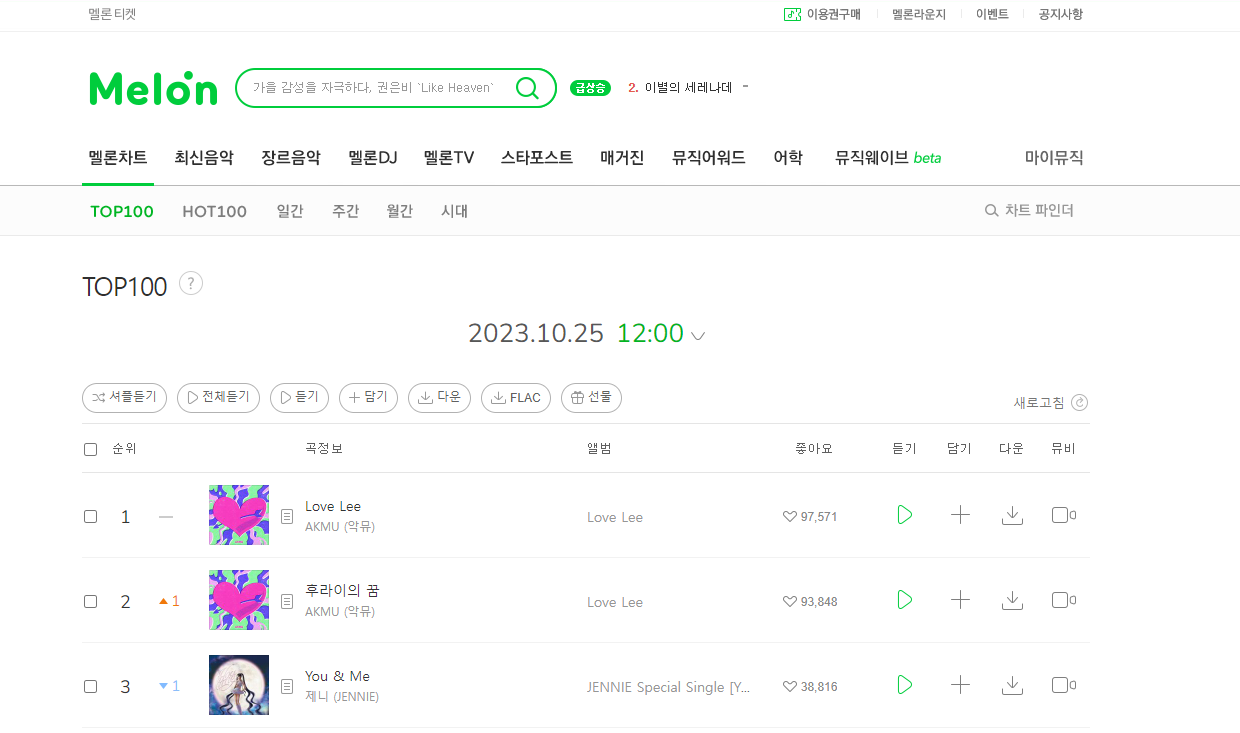 멜론티켓 이용권구매 멜론라운지 이벤트 공지사항
Melon 가을 감성을 자극하다, 권은비 `Like Heaven` 급상승 2. 이별의 세레나데 -
멜론차트 최신음악 장르음악 멜론DJ 멜론TV 스타포스트 매거진 뮤직어워드 어학 뮤직웨이브 beta 마이뮤직
TOP100 HOT100 일간 주간 월간 시대 차트 파인더
TOP100 ?
2023.10.25 12:00
셔플듣기 전체듣기 듣기 담기 다운 FLAC 선물 새로고침
순위 곡정보 앨범 좋아요 듣기 담기 다운 뮤비
1 Love Lee Love Lee 97,571
AKMU (악뮤)
2 1 후라이의 꿈 Love Lee 93,848
AKMU (악뮤)
3 1 You & Me JENNIE Special Single [Y... 38,816
제니 (JENNIE)